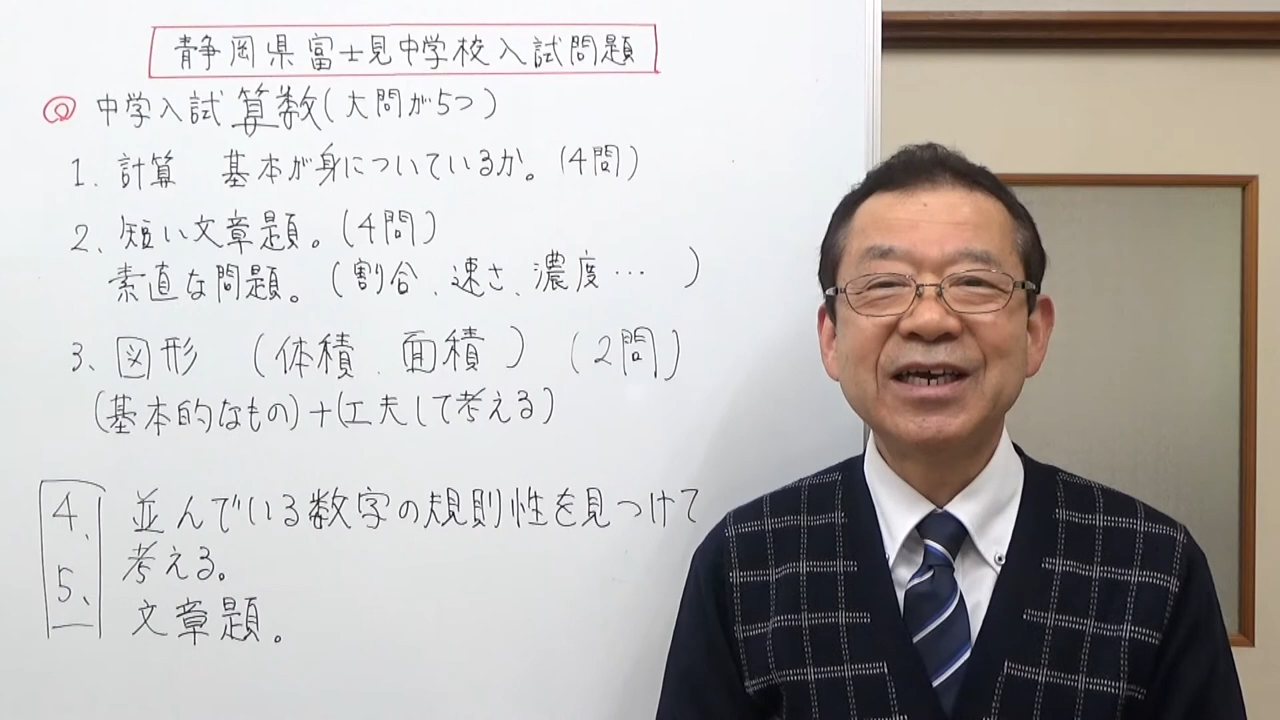 静岡県富士見中学校入試問題
◎ 中学入試 算数(大問が5つ)
1、計算 基本が身についているか。(4問)
2、短い文章題。(4問)
素直な問題。(割合、速さ、濃度… )
3、図形 (体積、面積) (2問)
(基本的なもの)+(工夫して考える)
4、並んでいる数字の規則性を見つけて
考える。
5、文章題。